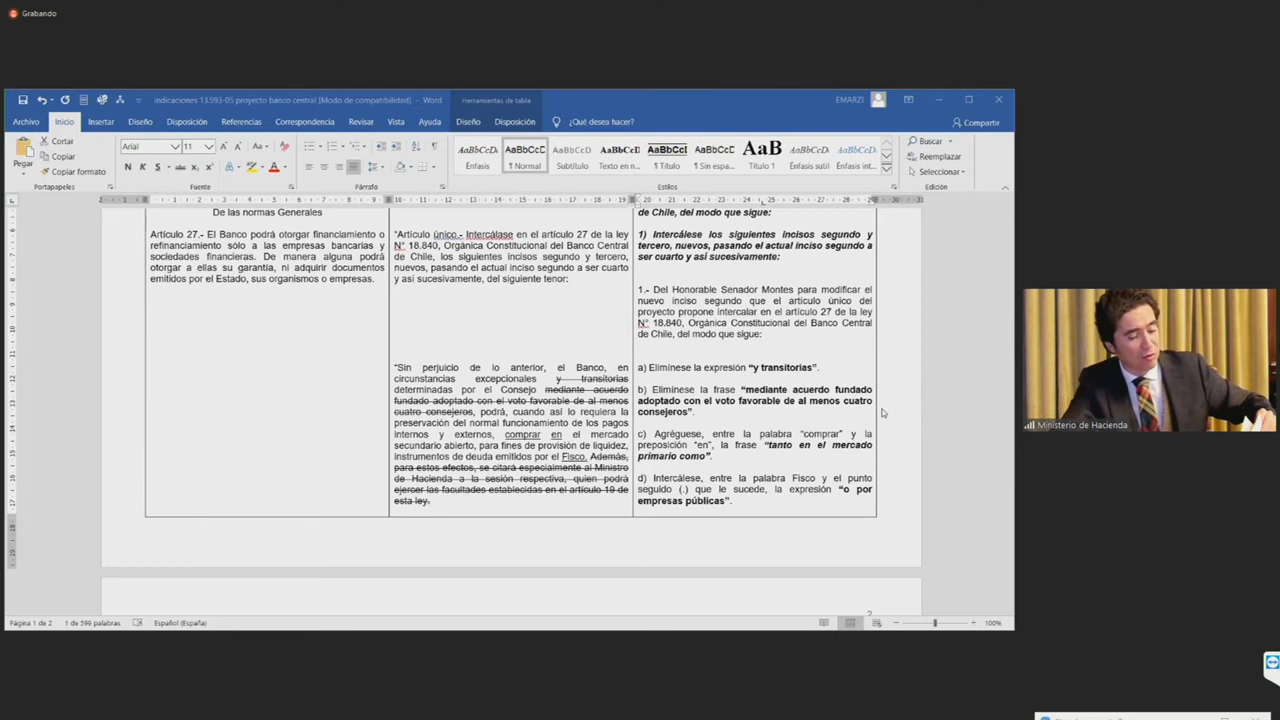 Grabando
indicaciones 13.593-05 proyecto banco central [Modo de compatibilidad] - Word
Herramientas de tabla
EMARZI
Archivo
Inicio
Insertar
Diseño
Disposición
Referencias
Correspondencia
Revisar
Vista
Ayuda
Diseño
Disposición
¿Qué desea hacer?
Compartir
Pegar
Cortar
Copiar
Copiar formato
Portapapeles
Arial
11
N K S
Fuente
Párrafo
AaBbCcD. Énfasis
AaBbCcC ¶ Normal
AaBbCcD Subtítulo
AaBbCcD Texto en n...
AaBbCcC ¶ Título
AaBbCcC ¶ Sin espa...
AaB Título 1
AaBbCcD Énfasis sutil
AaBbCcD Énfasis int...
Estilos
Buscar
Reemplazar
Seleccionar
Edición
De las normas Generales
Artículo 27.- El Banco podrá otorgar financiamiento o
refinanciamiento sólo a las empresas bancarias y
sociedades financieras. De manera alguna podrá
otorgar a ellas su garantía, ni adquirir documentos
emitidos por el Estado, sus organismos o empresas.
“Artículo único.- Intercálase en el artículo 27 de la ley
N° 18.840, Orgánica Constitucional del Banco Central
de Chile, los siguientes incisos segundo y tercero,
nuevos, pasando el actual inciso segundo a ser cuarto
y así sucesivamente, del siguiente tenor:
“Sin perjuicio de lo anterior, el Banco, en
circunstancias excepcionales y transitorias
determinadas por el Consejo mediante acuerdo
fundado adoptado con el voto favorable de al menos
cuatro consejeros, podrá, cuando así lo requiera la
preservación del normal funcionamiento de los pagos
internos y externos, comprar en el mercado
secundario abierto, para fines de provisión de liquidez,
instrumentos de deuda emitidos por el Fisco. Además,
para estos efectos, se citará especialmente al Ministro
de Hacienda a la sesión respectiva, quien podrá
ejercer las facultades establecidas en el artículo 19 de
esta ley.
de Chile, del modo que sigue:
1) Intercálese los siguientes incisos segundo y
tercero, nuevos, pasando el actual inciso segundo a
ser cuarto y así sucesivamente:
1.- Del Honorable Senador Montes para modificar el
nuevo inciso segundo que el artículo único del
proyecto propone intercalar en el artículo 27 de la ley
N° 18.840, Orgánica Constitucional del Banco Central
de Chile, del modo que sigue:
a) Elimínese la expresión “y transitorias”.
b) Elimínese la frase “mediante acuerdo fundado
adoptado con el voto favorable de al menos cuatro
consejeros”.
c) Agréguese, entre la palabra “comprar” y la
preposición “en”, la frase “tanto en el mercado
primario como”.
d) Intercálese, entre la palabra Fisco y el punto
seguido (.) que le sucede, la expresión “o por
empresas públicas”.
2
Página 1 de 2
1 de 599 palabras
Español (España)
100%
Ministerio de Hacienda